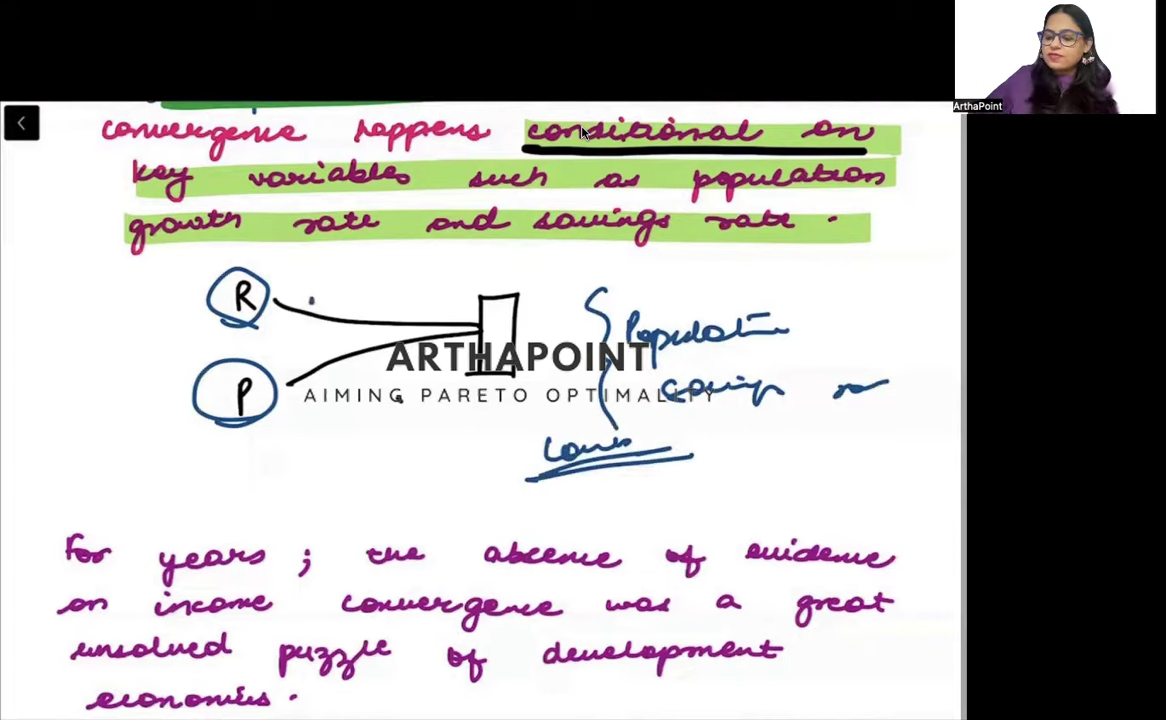 ArthaPoint
convergence happens conditional on
key variables such as population
growth rate and savings rate .
R
P
ARTHAPOINT
AIMING PARETO OPTIMALITY
Populatin
Savings
For years ; the absence of evidence
on income convergence was a great
unsolved puzzle of development
economics .